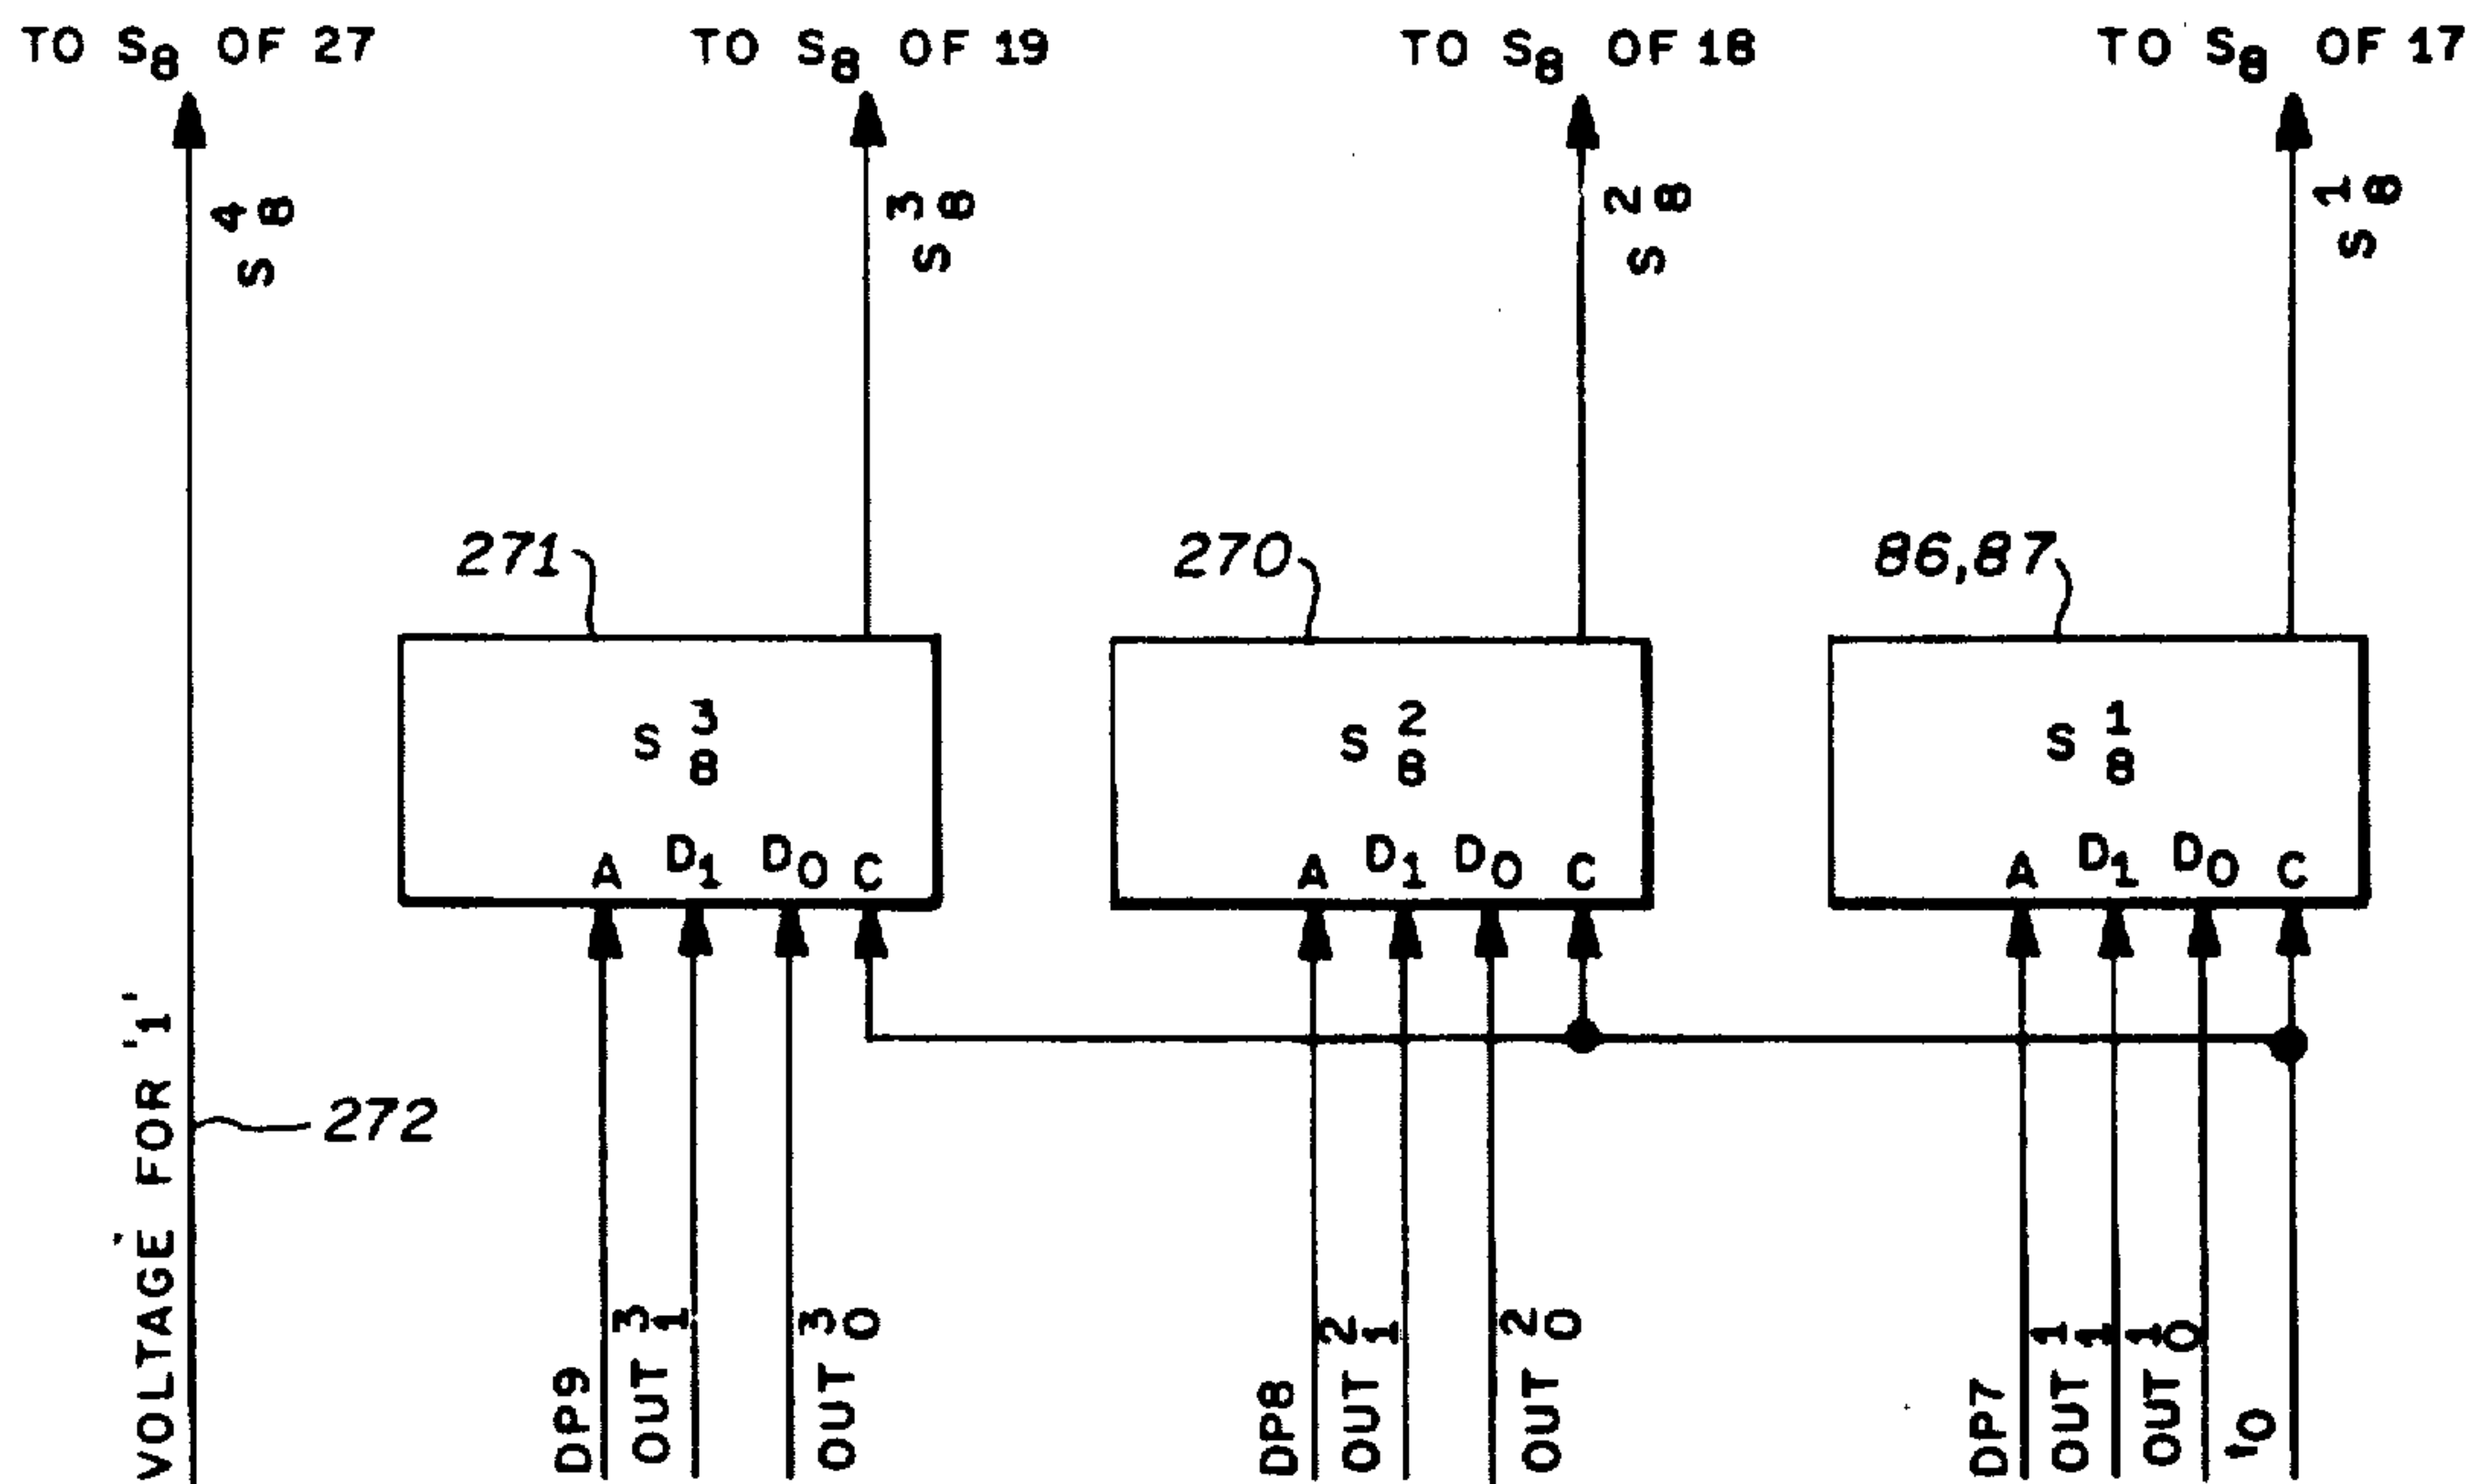 TO S8 OF 27
TO S8 OF 19
TO S8 OF 18
TO S8 OF 17
S 4 8
S 3 8
S 2 8
S 1 8
271
270
86,87
S 3 8
S 2 8
S 1 8
A D1 D0 C
A D1 D0 C
A D1 D0 C
VOLTAGE FOR '1'
272
DP9
OUT 3 1
OUT 3 0
DP8
OUT 2 1
OUT 2 0
DP7
OUT 1 1
OUT 1 0